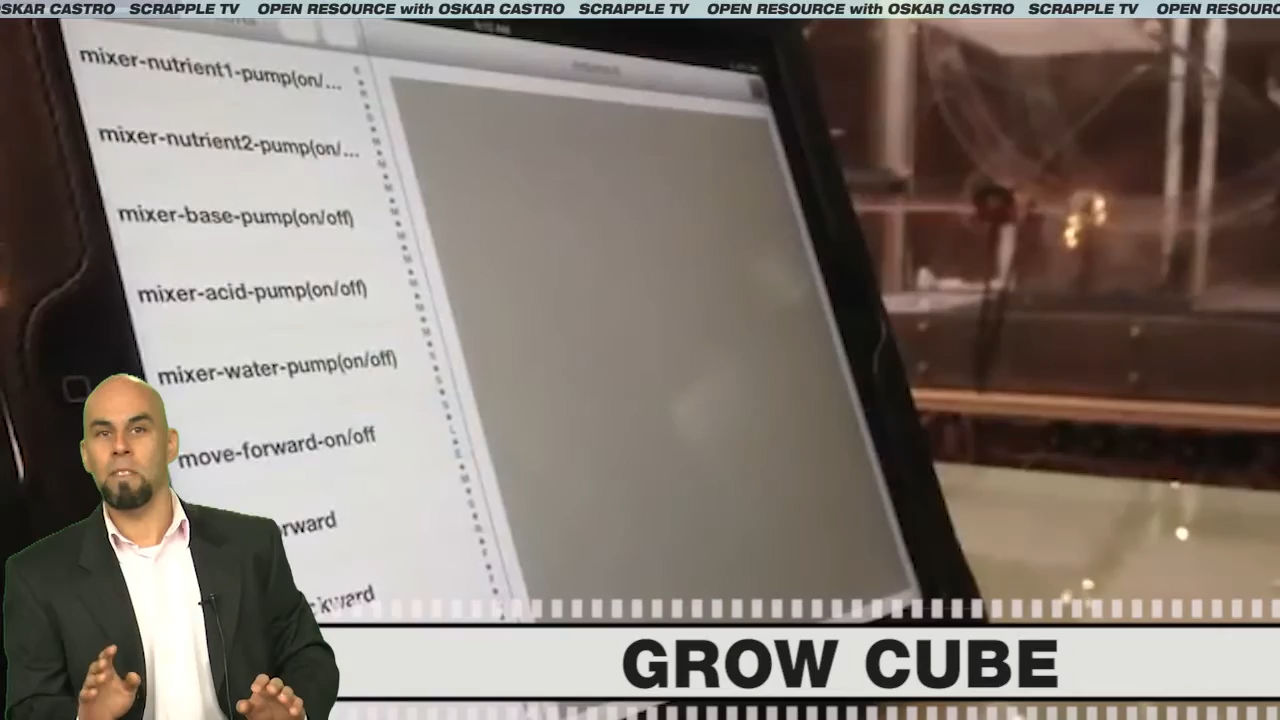 OSKAR CASTRO SCRAPPLE TV OPEN RESOURCE with OSKAR CASTRO SCRAPPLE TV OPEN RESOURCE with OSKAR CASTRO SCRAPPLE TV OPEN RESOURC
mixer-nutrient1-pump(on/...
mixer-nutrient2-pump(on/...
mixer-base-pump(on/off)
mixer-acid-pump(on/off)
mixer-water-pump(on/off)
move-forward-on/off
rward
ckward
GROW CUBE